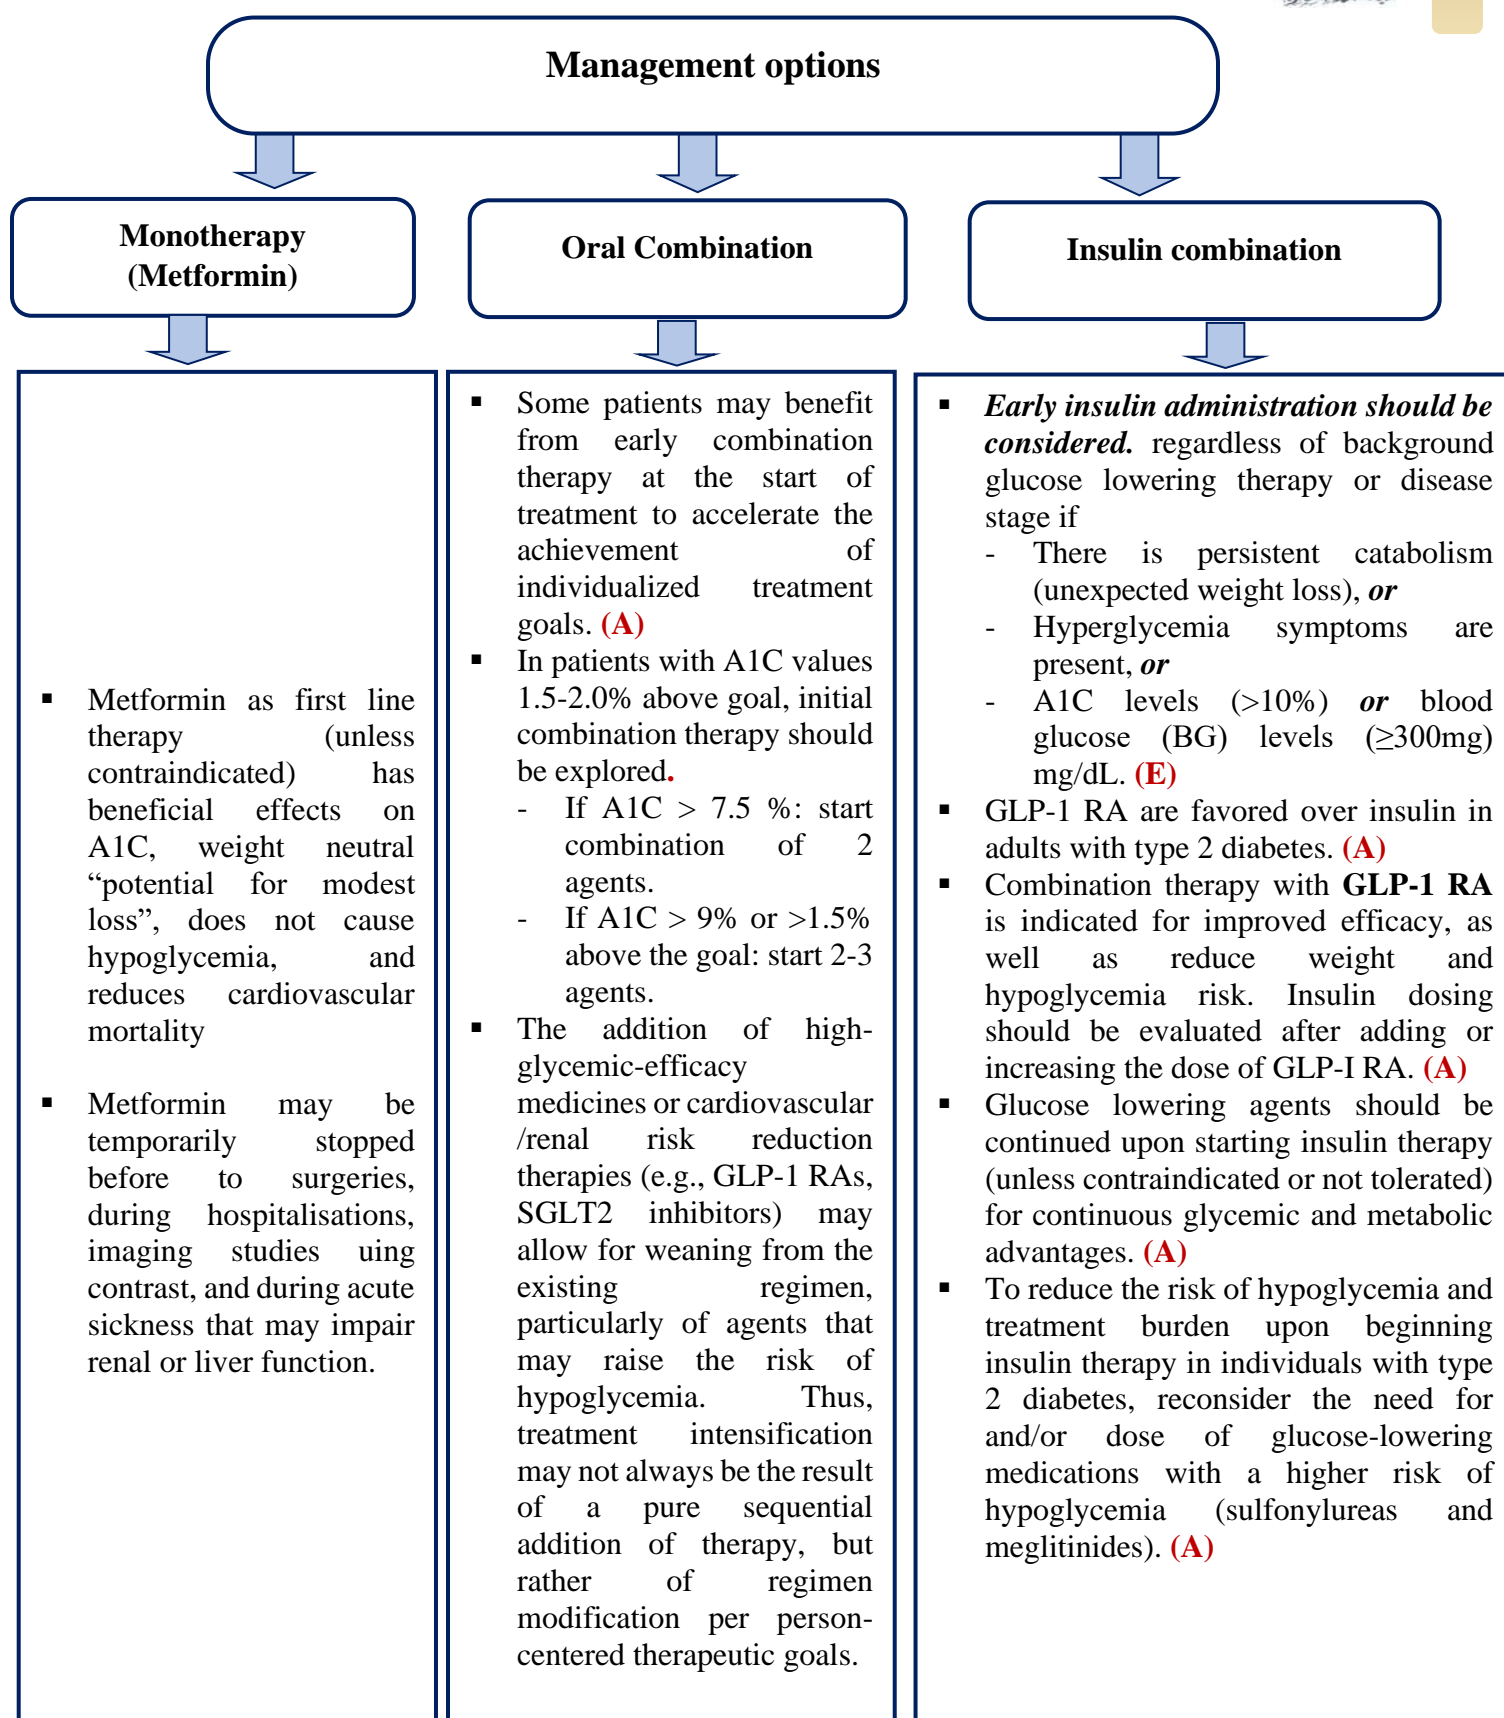 Management options
Monotherapy
(Metformin)
Oral Combination
Insulin combination
▪ Metformin as first line
therapy (unless
contraindicated) has
beneficial effects on
A1C, weight neutral
“potential for modest
loss”, does not cause
hypoglycemia, and
reduces cardiovascular
mortality
▪ Metformin may be
temporarily stopped
before to surgeries,
during hospitalisations,
imaging studies uing
contrast, and during acute
sickness that may impair
renal or liver function.
▪ Some patients may benefit
from early combination
therapy at the start of
treatment to accelerate the
achievement of
individualized treatment
goals. (A)
▪ In patients with A1C values
1.5-2.0% above goal, initial
combination therapy should
be explored.
- If A1C > 7.5 %: start
combination of 2
agents.
- If A1C > 9% or >1.5%
above the goal: start 2-3
agents.
▪ The addition of high-
glycemic-efficacy
medicines or cardiovascular
/renal risk reduction
therapies (e.g., GLP-1 RAs,
SGLT2 inhibitors) may
allow for weaning from the
existing regimen,
particularly of agents that
may raise the risk of
hypoglycemia. Thus,
treatment intensification
may not always be the result
of a pure sequential
addition of therapy, but
rather of regimen
modification per person-
centered therapeutic goals.
▪ Early insulin administration should be
considered. regardless of background
glucose lowering therapy or disease
stage if
- There is persistent catabolism
(unexpected weight loss), or
- Hyperglycemia symptoms are
present, or
- A1C levels (>10%) or blood
glucose (BG) levels (≥300mg)
mg/dL. (E)
▪ GLP-1 RA are favored over insulin in
adults with type 2 diabetes. (A)
▪ Combination therapy with GLP-1 RA
is indicated for improved efficacy, as
well as reduce weight and
hypoglycemia risk. Insulin dosing
should be evaluated after adding or
increasing the dose of GLP-I RA. (A)
▪ Glucose lowering agents should be
continued upon starting insulin therapy
(unless contraindicated or not tolerated)
for continuous glycemic and metabolic
advantages. (A)
▪ To reduce the risk of hypoglycemia and
treatment burden upon beginning
insulin therapy in individuals with type
2 diabetes, reconsider the need for
and/or dose of glucose-lowering
medications with a higher risk of
hypoglycemia (sulfonylureas and
meglitinides). (A)